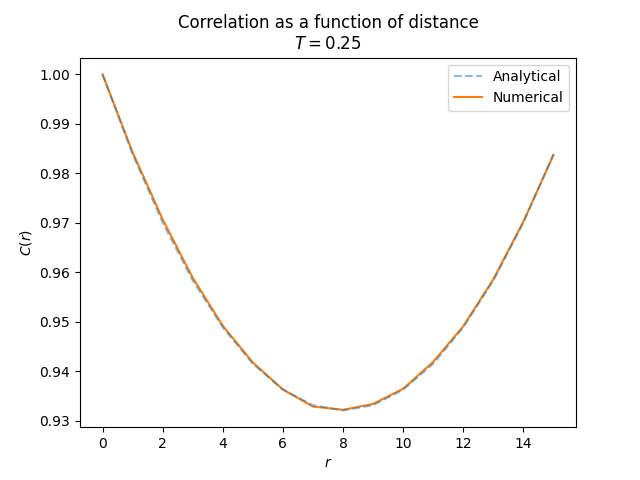 Correlation as a function of distance
T = 0.25
1.00
0.99
0.98
0.97
0.96
0.95
0.94
0.93
C(r)
Analytical
Numerical
0 2 4 6 8 10 12 14
r